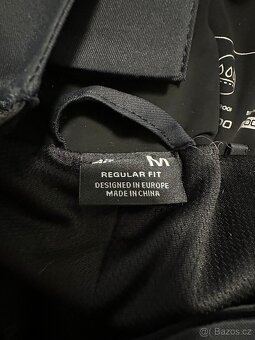 M
REGULAR FIT
DESIGNED IN EUROPE
MADE IN CHINA
© Bazos.cz